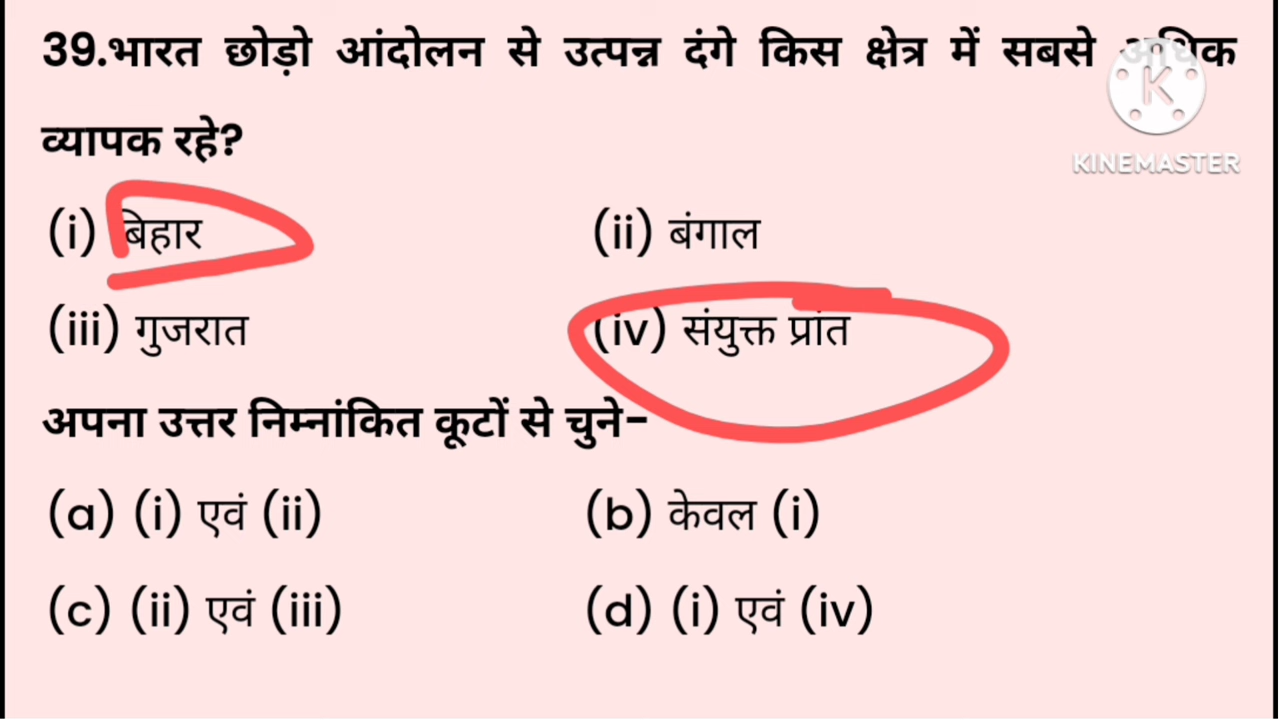 39.भारत छोड़ो आंदोलन से उत्पन्न दंगे किस क्षेत्र में सबसे अधिक
व्यापक रहे?
K
KINEMASTER
(i) बिहार (ii) बंगाल
(iii) गुजरात (iv) संयुक्त प्रांत
अपना उत्तर निम्नांकित कूटों से चुने-
(a) (i) एवं (ii) (b) केवल (i)
(c) (ii) एवं (iii) (d) (i) एवं (iv)